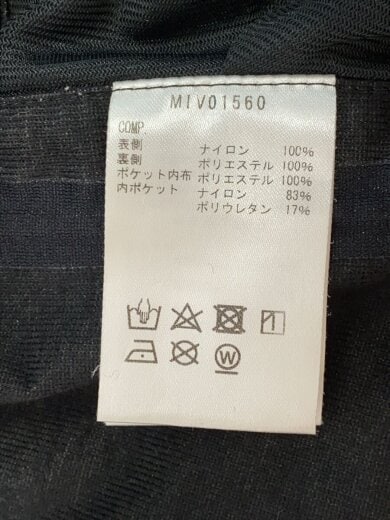 MIV01560
COMP.
表側 ナイロン 100%
裏側 ポリエステル 100%
ポケット内布 ポリエステル 100%
内ポケット ナイロン 83%
ポリウレタン 17%
W